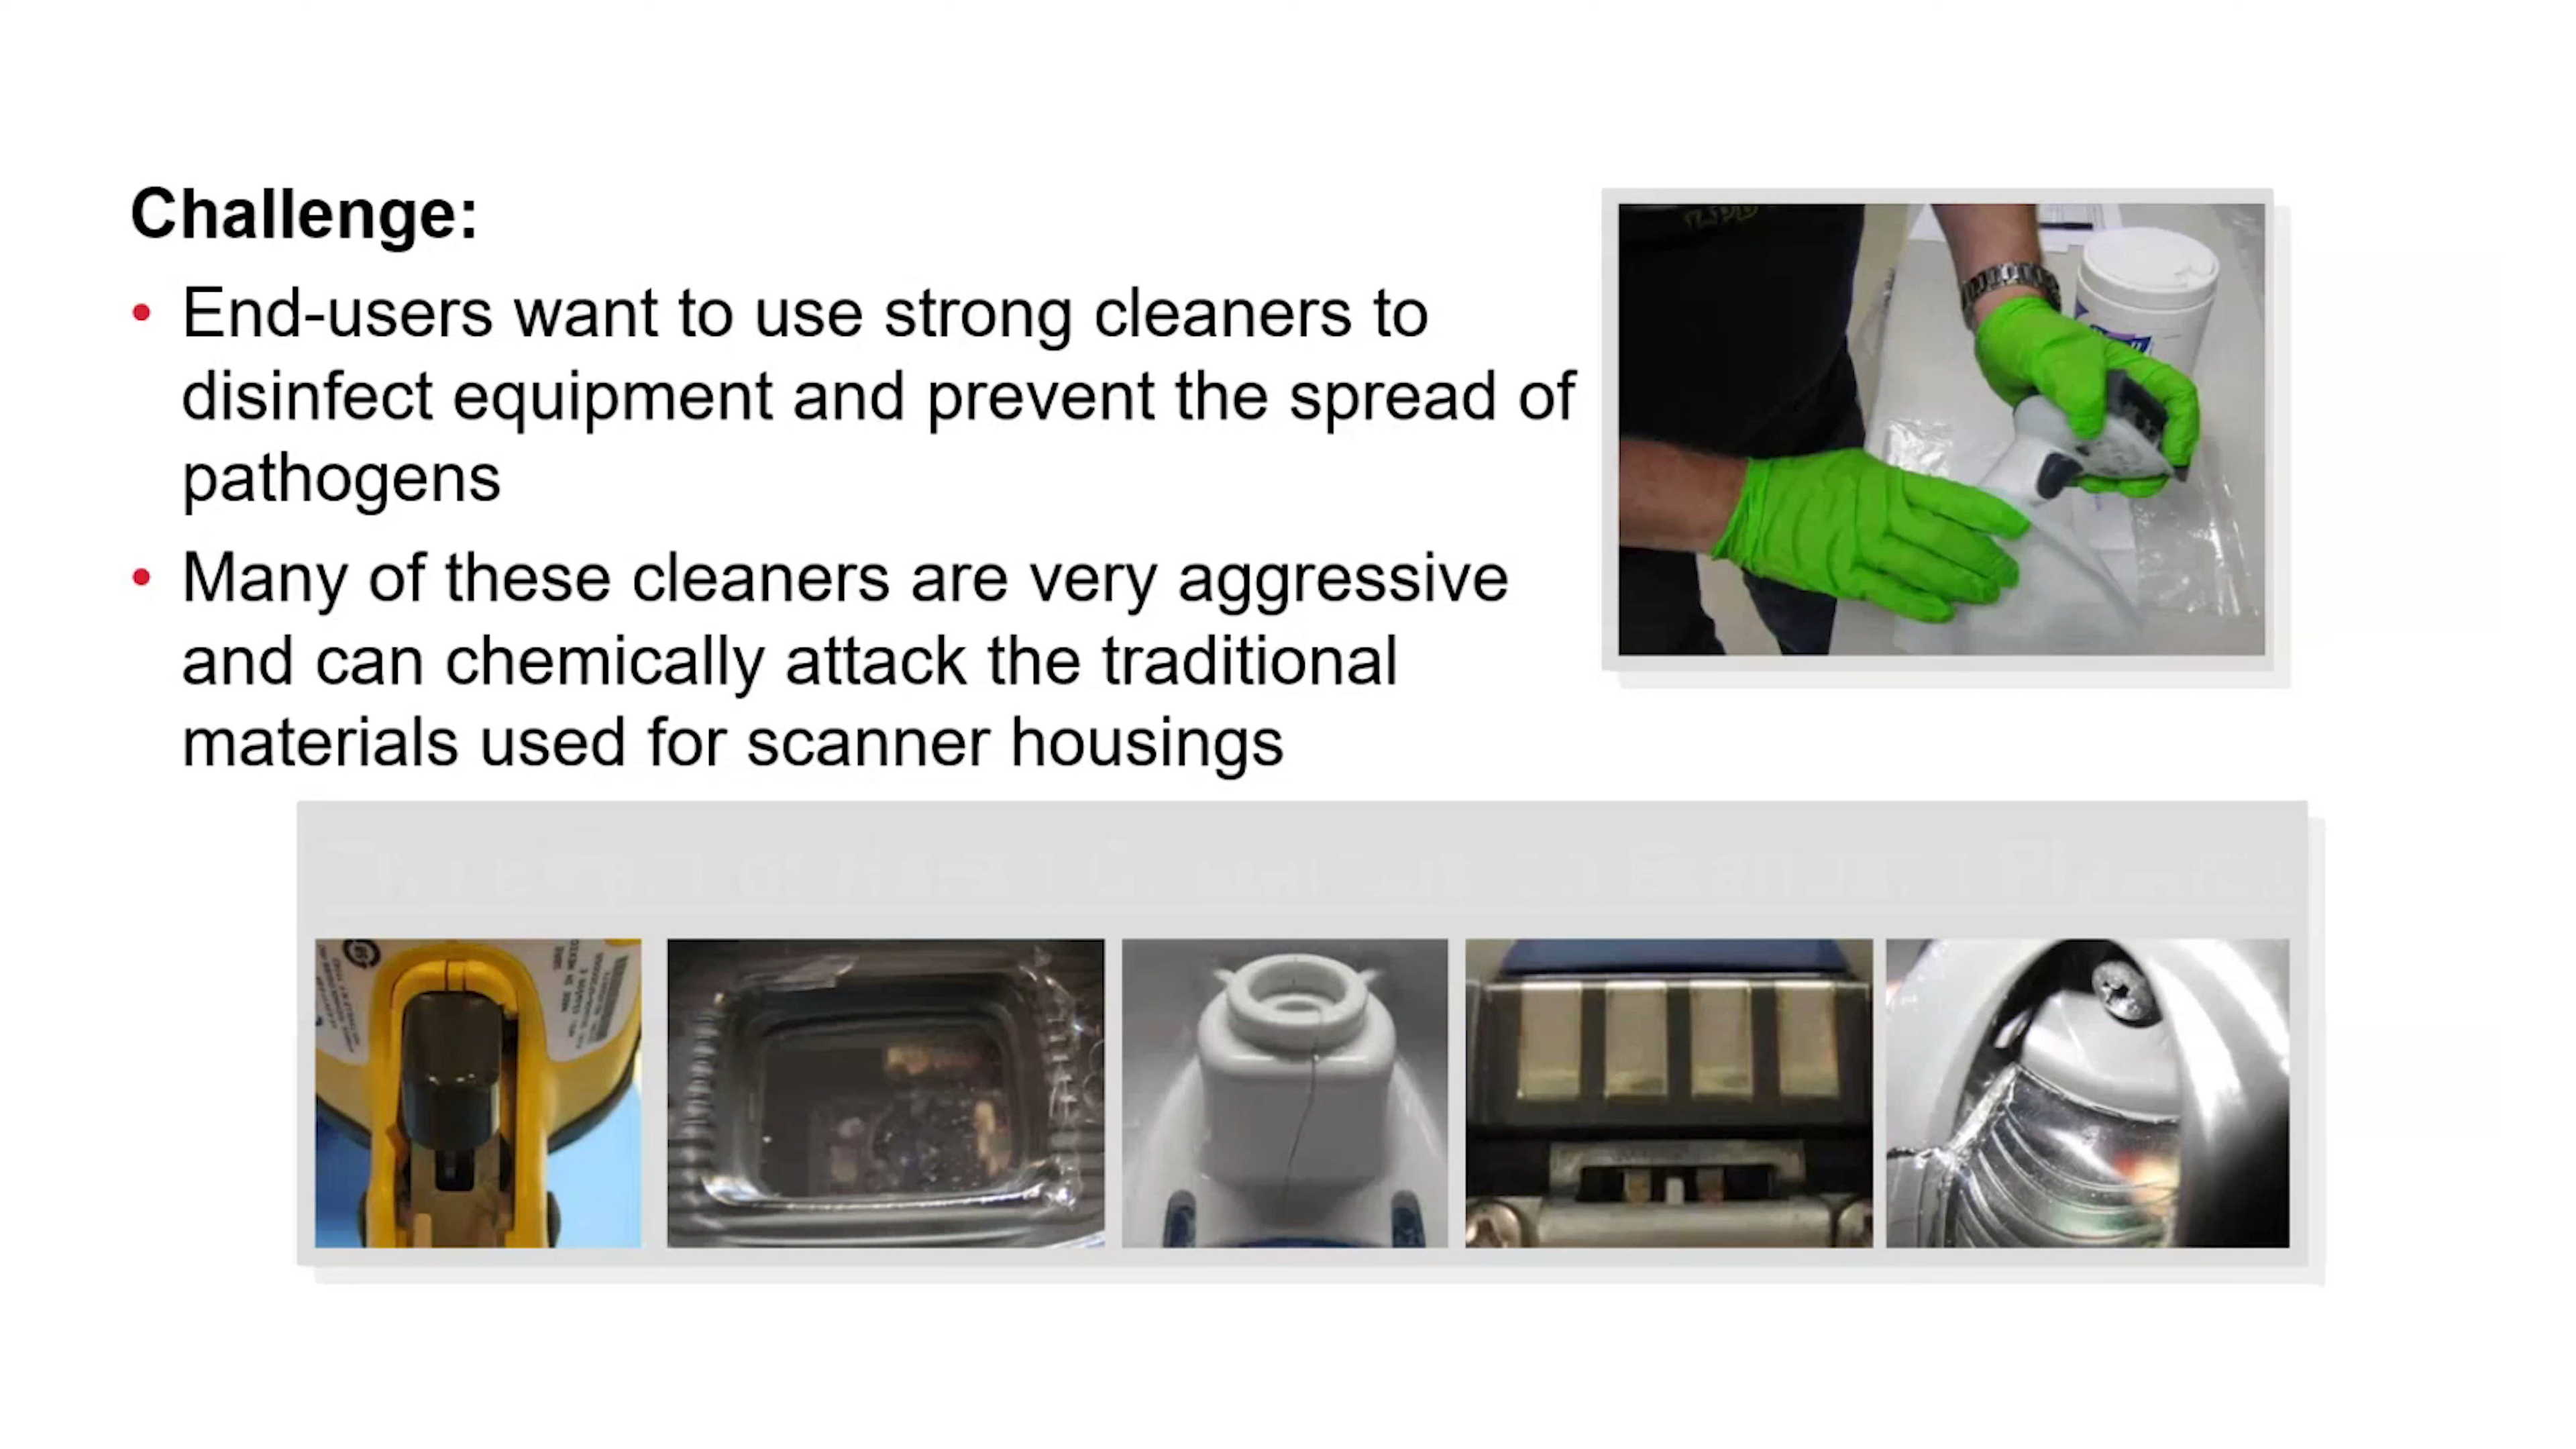 Challenge:
• End-users want to use strong cleaners to
disinfect equipment and prevent the spread of
pathogens
• Many of these cleaners are very aggressive
and can chemically attack the traditional
materials used for scanner housings